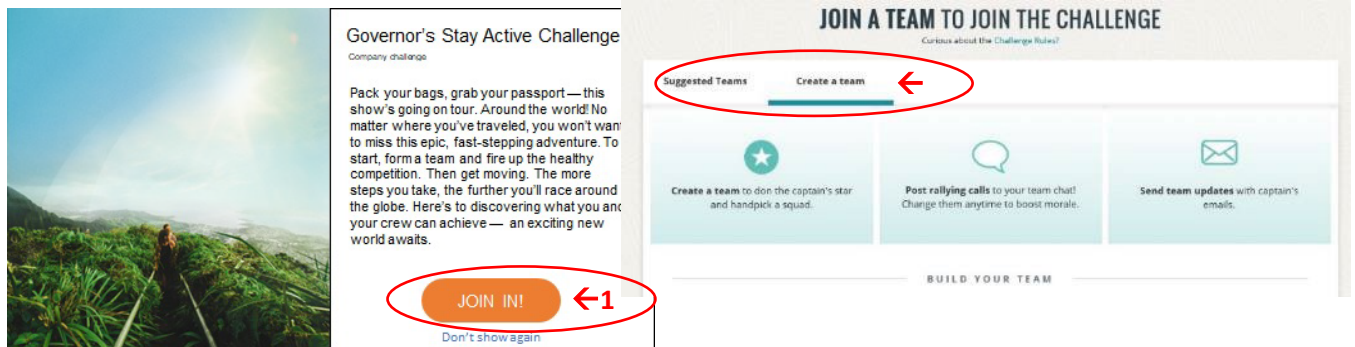 Governor's Stay Active Challenge
Company challenge
Pack your bags, grab your passport — this
show's going on tour. Around the world! No
matter where you've traveled, you won't want
to miss this epic, fast-stepping adventure. To
start, form a team and fire up the healthy
competition. Then get moving. The more
steps you take, the further you'll race around
the globe. Here's to discovering what you and
your crew can achieve — an exciting new
world awaits.
JOIN IN!
←1
Don't show again
JOIN A TEAM TO JOIN THE CHALLENGE
Curious about the Challenge Rules?
Suggested Teams
Create a team
←
Create a team to don the captain's star
and handpick a squad.
Post rallying calls to your team chat!
Change them anytime to boost morale.
Send team updates with captain's
emails.
BUILD YOUR TEAM